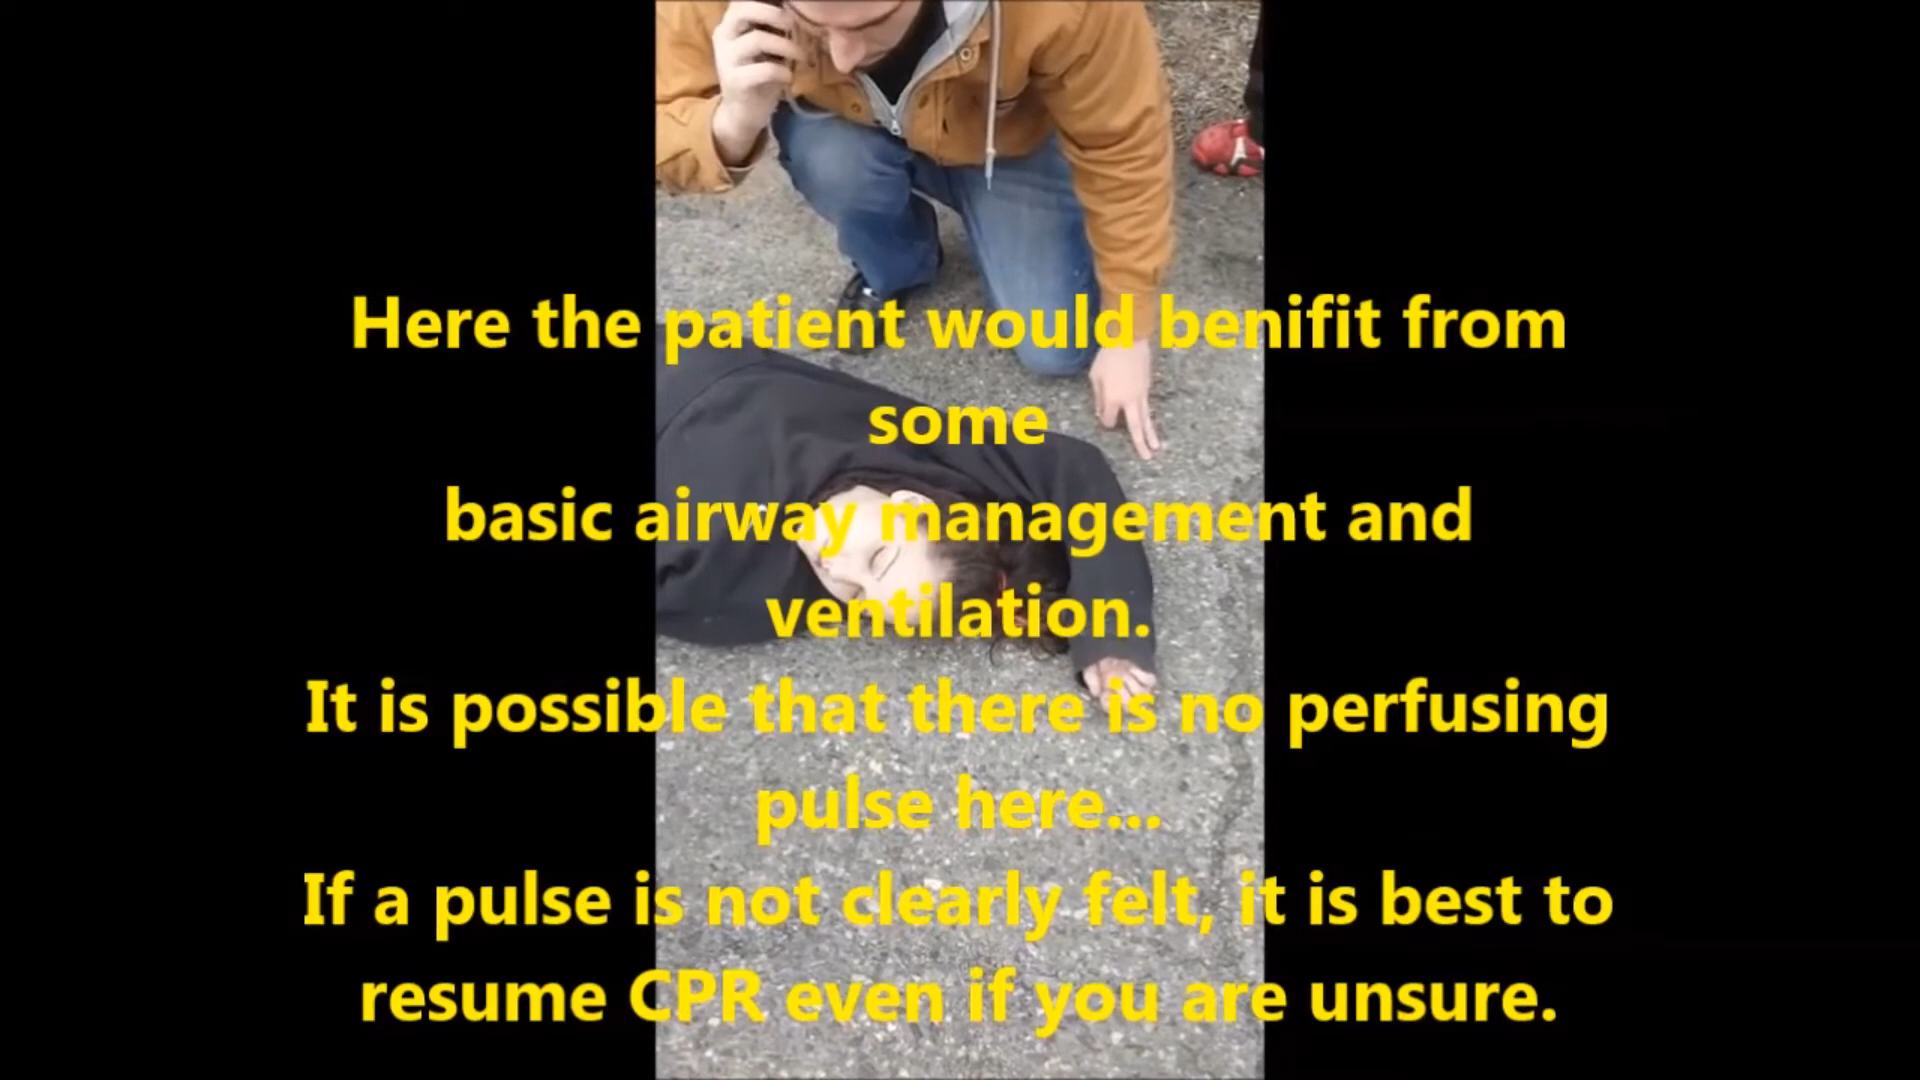 Here the patient would benifit from
some
basic airway management and
ventilation.
It is possible that there is no perfusing
pulse here...
If a pulse is not clearly felt, it is best to
resume CPR even if you are unsure.